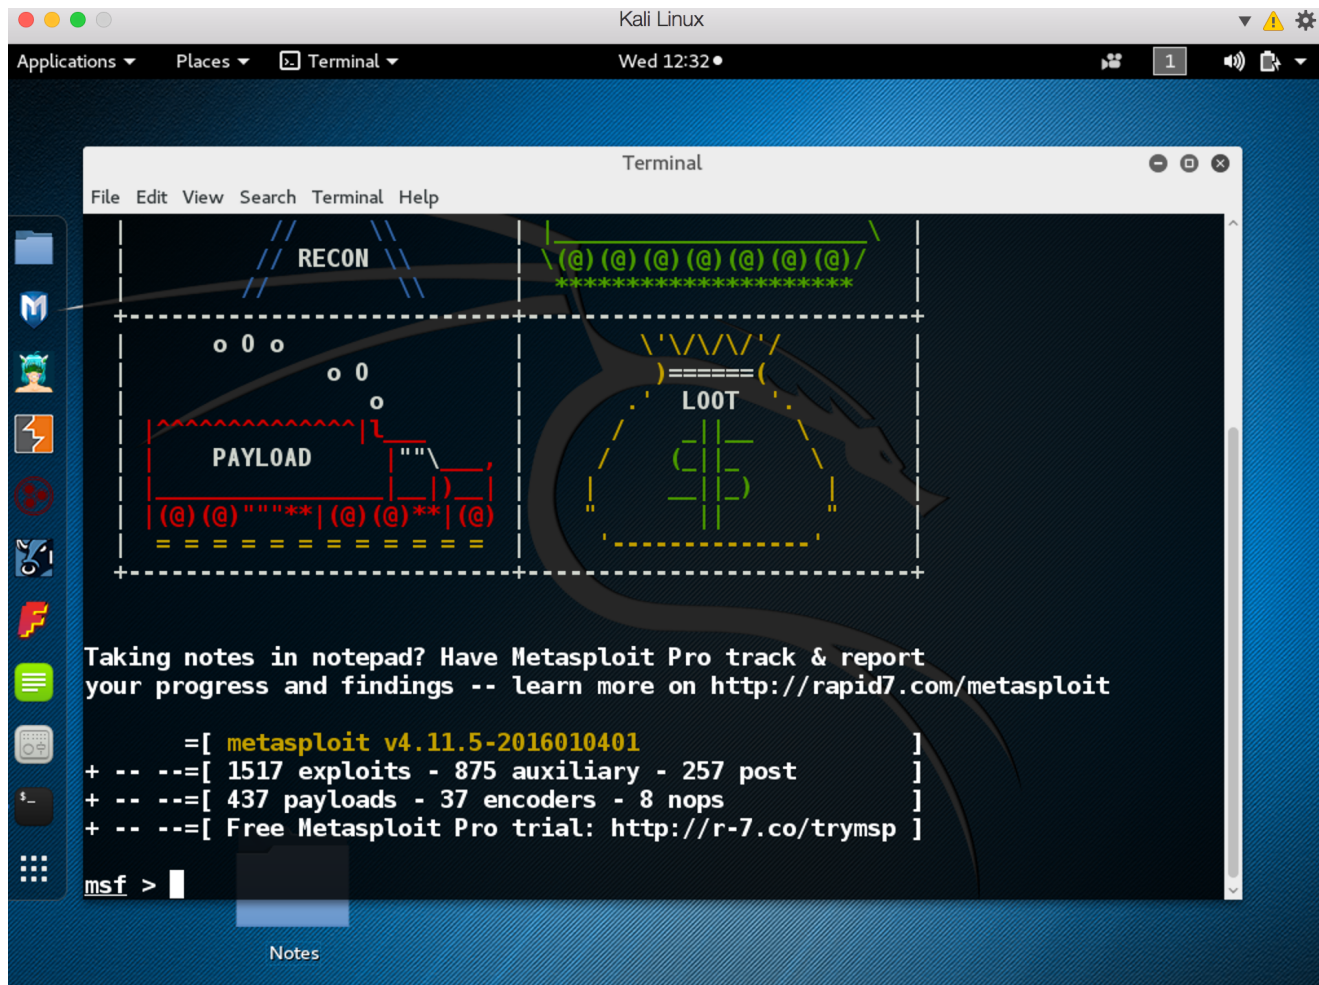 Kali Linux
Applications Places Terminal Wed 12:32 1
Terminal
File Edit View Search Terminal Help
RECON
\(@)(@)(@)(@)(@)(@)(@)/
*********************
o O o
o O
o
)======(
LOOT
PAYLOAD
|(@)(@)"""**|(@)(@)**|(@)
= = = = = = = = = = = =
Taking notes in notepad? Have Metasploit Pro track & report
your progress and findings -- learn more on http://rapid7.com/metasploit
=[ metasploit v4.11.5-2016010401 ]
+ -- --=[ 1517 exploits - 875 auxiliary - 257 post ]
+ -- --=[ 437 payloads - 37 encoders - 8 nops ]
+ -- --=[ Free Metasploit Pro trial: http://r-7.co/trymsp ]
msf >
Notes